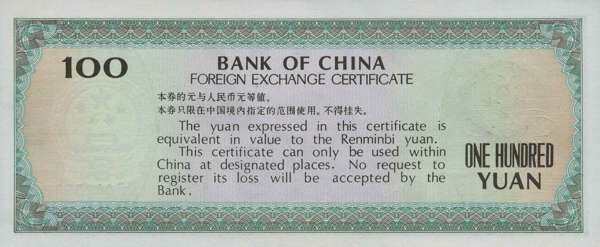 100
BANK OF CHINA
FOREIGN EXCHANGE CERTIFICATE
本券的元与人民币元等值。
本券只限在中国境内指定的范围使用，不得挂失。
The yuan expressed in this certificate is
equivalent in value to the Renminbi yuan.
This certificate can only be used within
China at designated places. No request to
register its loss will be accepted by the
Bank.
ONE HUNDRED
YUAN